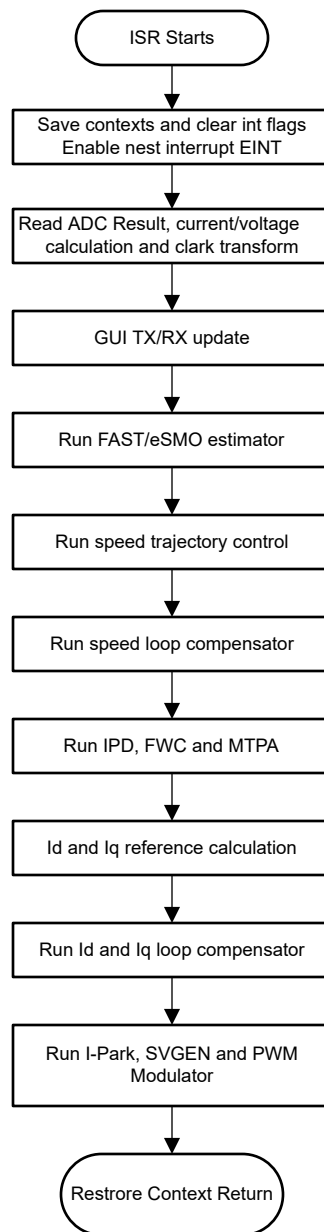 ISR Starts
Save contexts and clear int flags
Enable nest interrupt EINT
Read ADC Result, current/voltage
calculation and clark transform
GUI TX/RX update
Run FAST/eSMO estimator
Run speed trajectory control
Run speed loop compensator
Run IPD, FWC and MTPA
Id and Iq reference calculation
Run Id and Iq loop compensator
Run I-Park, SVGEN and PWM
Modulator
Restrore Context Return